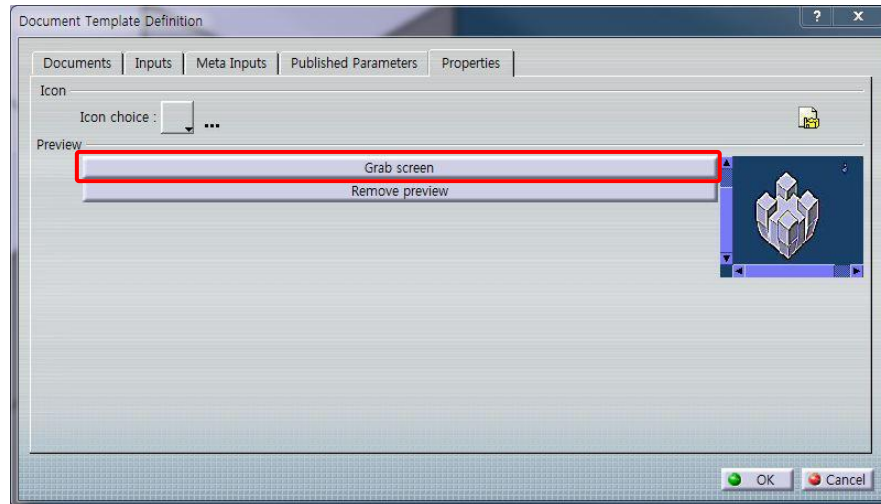 Document Template Definition
? x
Documents Inputs Meta Inputs Published Parameters Properties
Icon
Icon choice : ...
Preview
Grab screen
Remove preview
OK Cancel